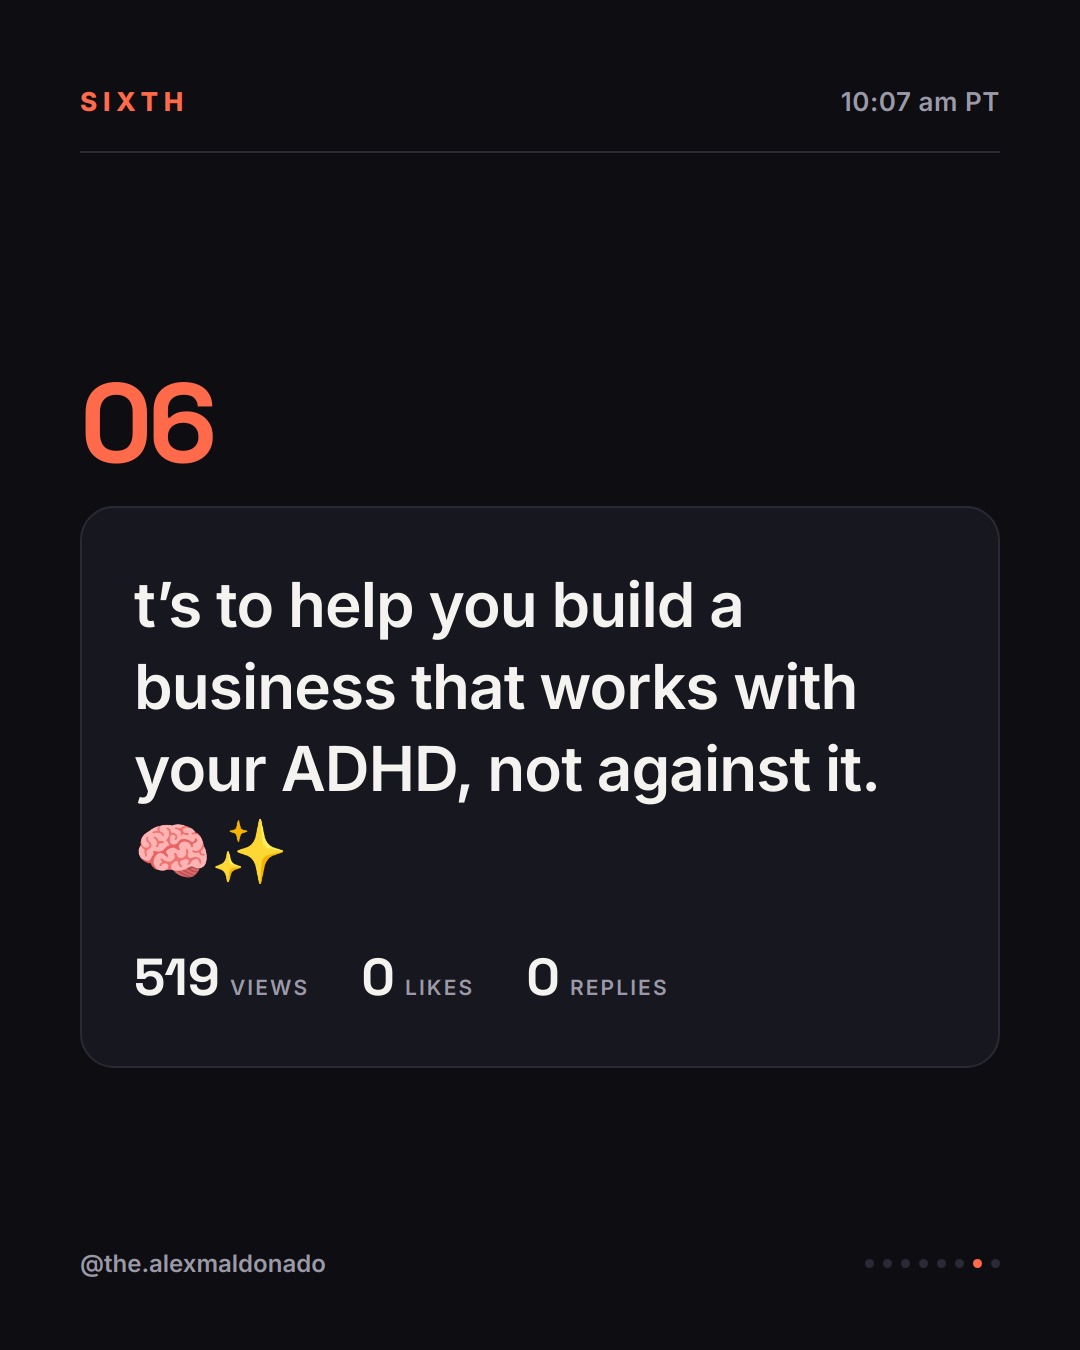 SIXTH
10:07 am PT
06
t’s to help you build a
business that works with
your ADHD, not against it.
🧠✨
519 VIEWS 0 LIKES 0 REPLIES
@the.alexmaldonado